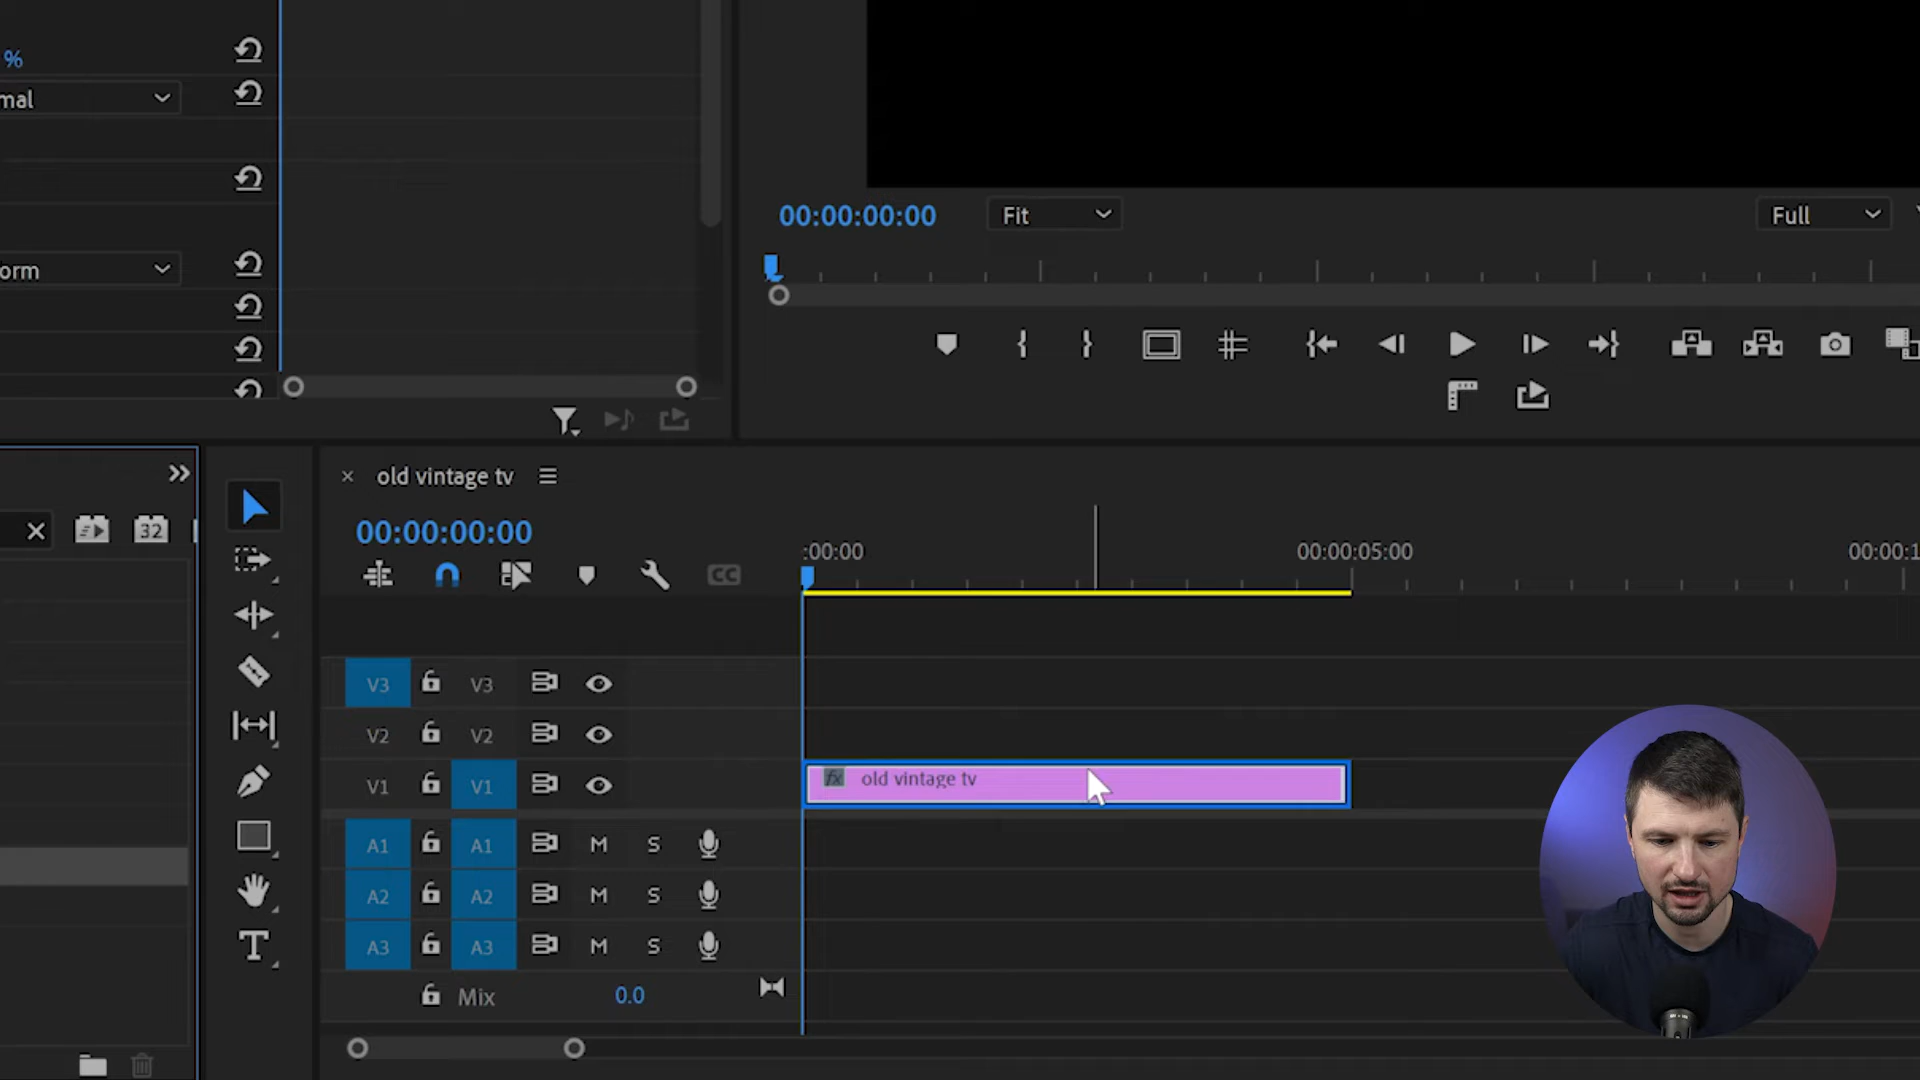 %
mal
orm
00:00:00:00
Fit
Full
32
old vintage tv
00:00:00:00
:00:00
00:00:05:00
00:00:1
CC
V3
V3
V2
V2
V1
V1
fx
old vintage tv
A1
A1
M
S
A2
A2
M
S
A3
A3
M
S
Mix
0.0
T